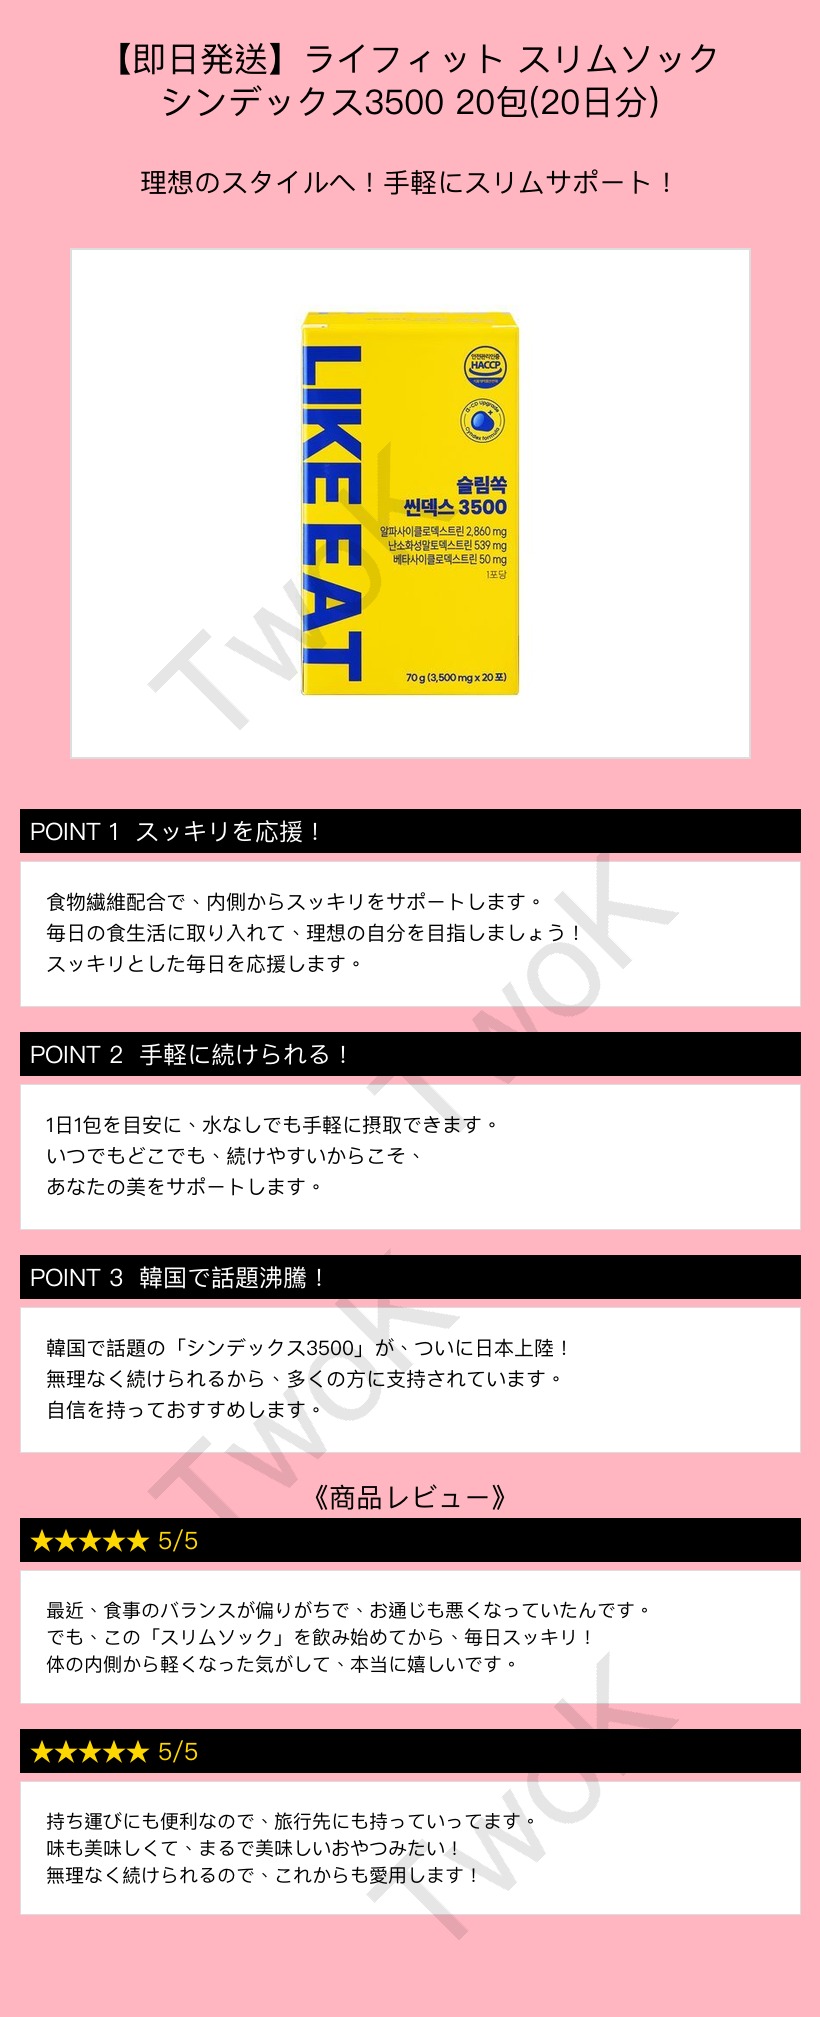 【即日発送】ライフィット スリムソック
シンデックス3500 20包(20日分)
理想のスタイルへ！手軽にスリムサポート！
LIKE EAT
안전관리인증
HACCP
α-CD Upgrade
Cyndex formula
슬림쏙
씬덱스 3500
알파사이클로덱스트린 2,860 mg
난소화성말토덱스트린 539 mg
베타사이클로덱스트린 50 mg
1포당
70 g (3,500 mg x 20 포)
TwoK
POINT 1 スッキリを応援！
食物繊維配合で、内側からスッキリをサポートします。
毎日の食生活に取り入れて、理想の自分を目指しましょう！
スッキリとした毎日を応援します。
TwoK
POINT 2 手軽に続けられる！
1日1包を目安に、水なしでも手軽に摂取できます。
いつでもどこでも、続けやすいからこそ、
あなたの美をサポートします。
POINT 3 韓国で話題沸騰！
韓国で話題の「シンデックス3500」が、ついに日本上陸！
無理なく続けられるから、多くの方に支持されています。
自信を持っておすすめします。
TwoK
《商品レビュー》
★★★★★ 5/5
最近、食事のバランスが偏りがちで、お通じも悪くなっていたんです。
でも、この「スリムソック」を飲み始めてから、毎日スッキリ！
体の内側から軽くなった気がして、本当に嬉しいです。
★★★★★ 5/5
持ち運びにも便利なので、旅行先にも持っていってます。
味も美味しくて、まるで美味しいおやつみたい！
無理なく続けられるので、これからも愛用します！
TwoK